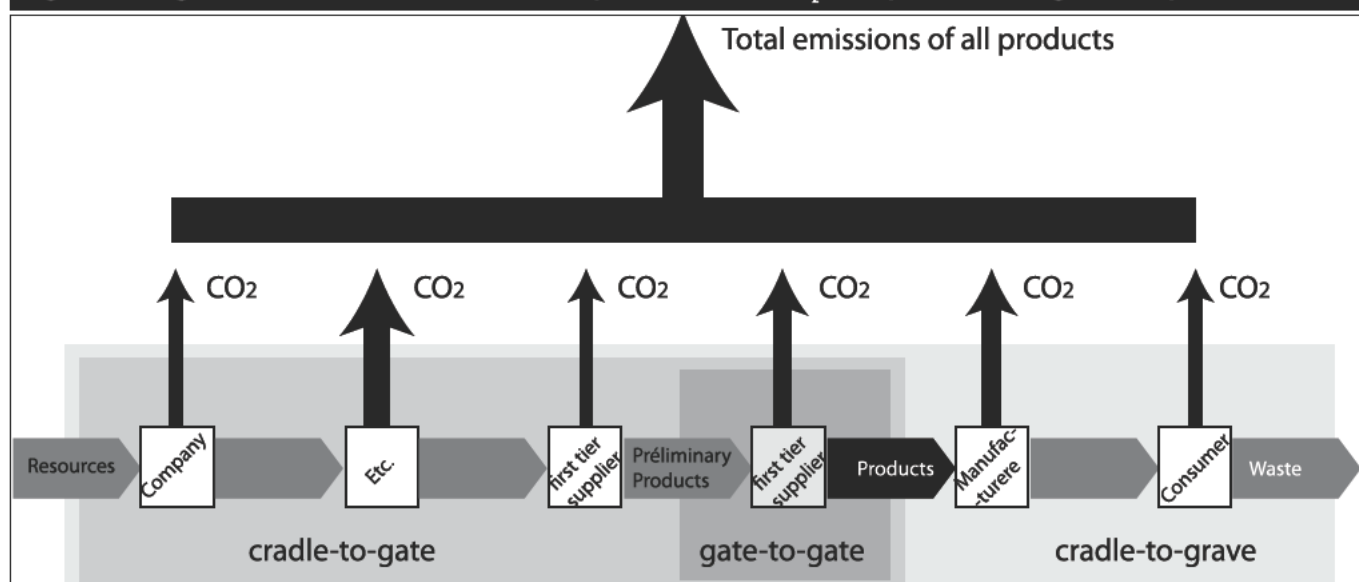 Total emissions of all products
CO₂ CO₂ CO₂ CO₂ CO₂ CO₂
Resources
Company
Etc.
first tier
supplier
Préliminary
Products
first tier
supplier
Products
Manufac-
-turere
Consumer
Waste
cradle-to-gate
gate-to-gate
cradle-to-grave